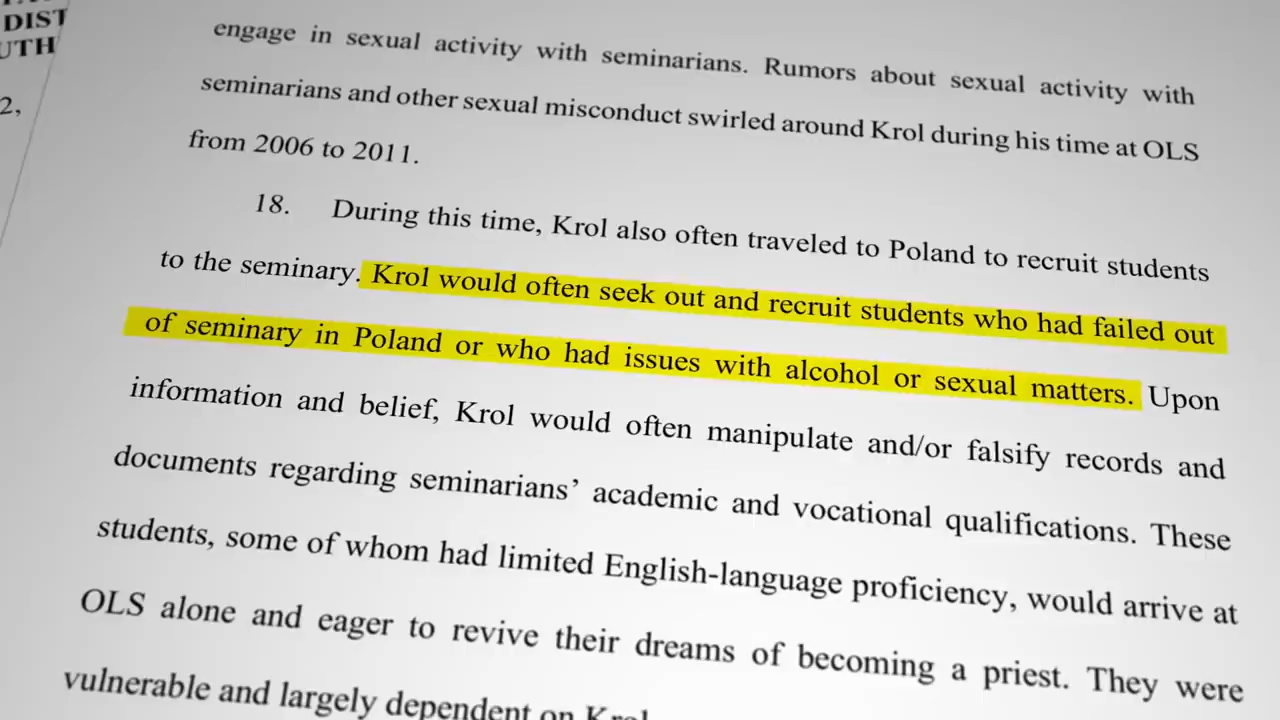 DIST
UTH
2,
engage in sexual activity with seminarians. Rumors about sexual activity with
seminarians and other sexual misconduct swirled around Krol during his time at OLS
from 2006 to 2011.
18. During this time, Krol also often traveled to Poland to recruit students
to the seminary. Krol would often seek out and recruit students who had failed out
of seminary in Poland or who had issues with alcohol or sexual matters. Upon
information and belief, Krol would often manipulate and/or falsify records and
documents regarding seminarians’ academic and vocational qualifications. These
students, some of whom had limited English-language proficiency, would arrive at
OLS alone and eager to revive their dreams of becoming a priest. They were
vulnerable and largely dependent on Krol